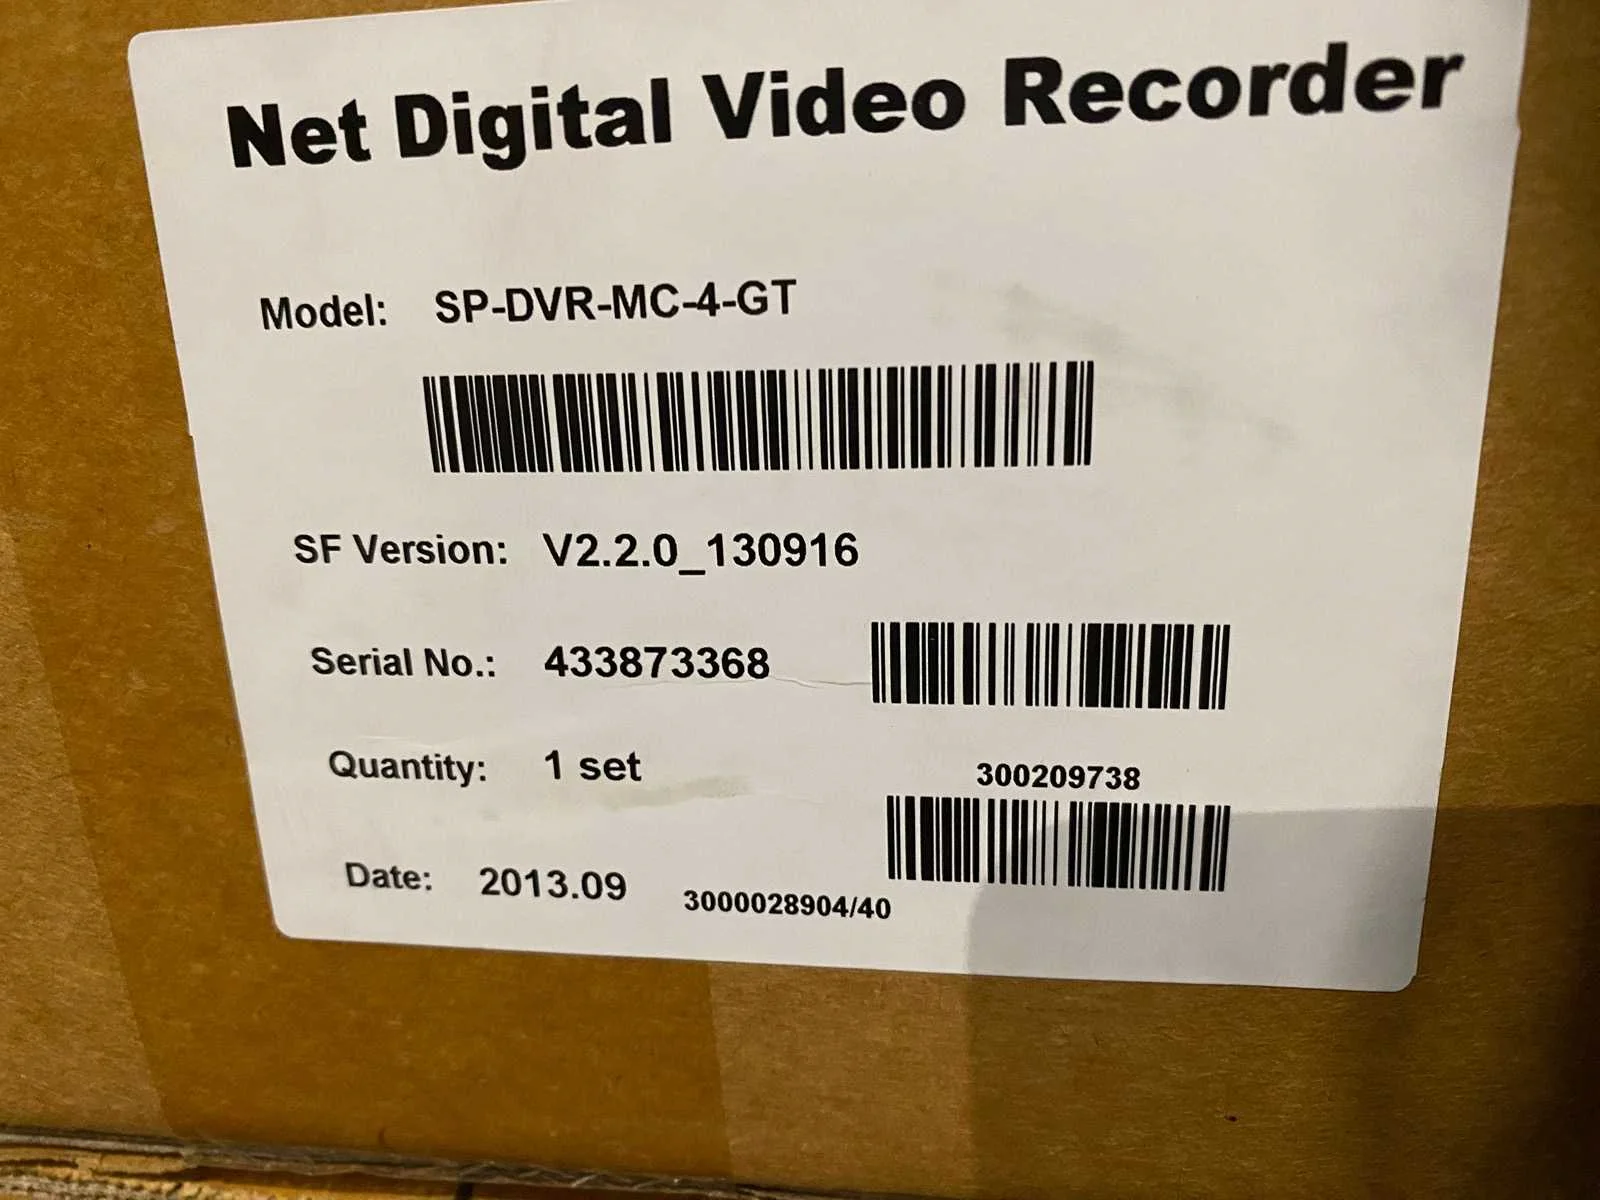 Net Digital Video Recorder
Model: SP-DVR-MC-4-GT
SF Version: V2.2.0_130916
Serial No.: 433873368
Quantity: 1 set
300209738
Date: 2013.09
3000028904/40